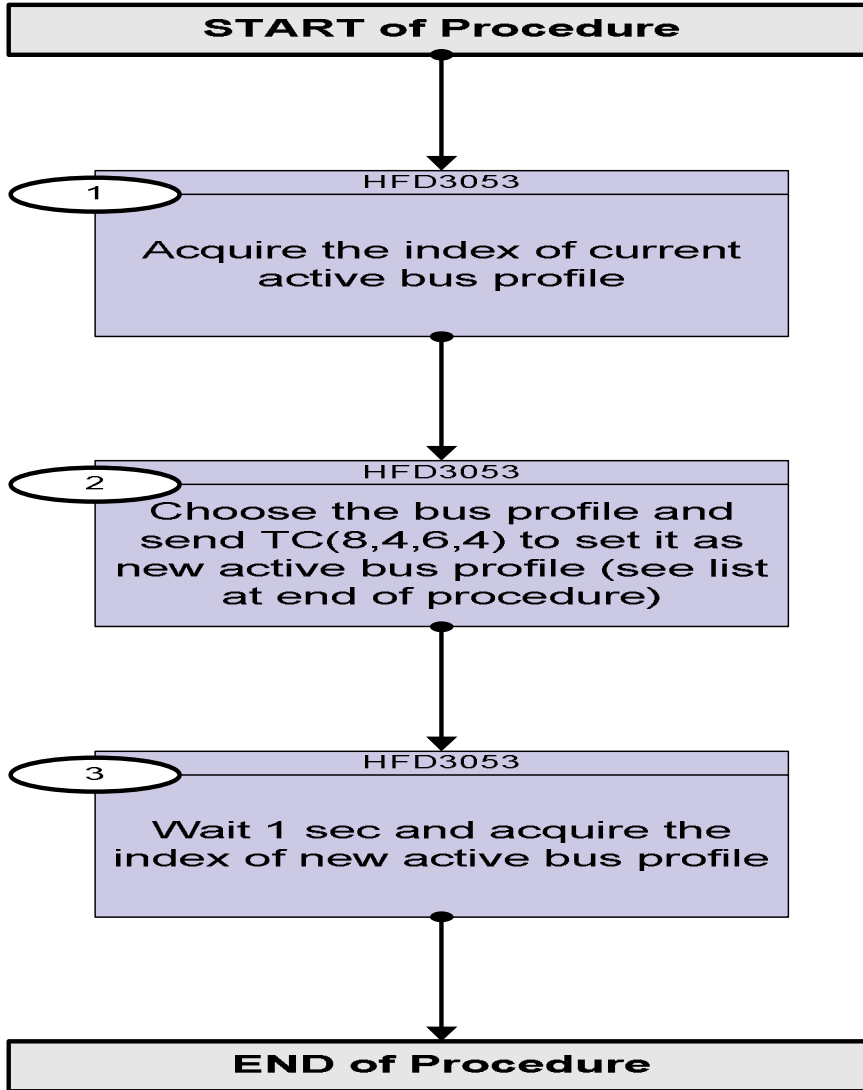 START of Procedure
HFD3053
1
Acquire the index of current
active bus profile
HFD3053
2
Choose the bus profile and
send TC(8,4,6,4) to set it as
new active bus profile (see list
at end of procedure)
HFD3053
3
Wait 1 sec and acquire the
index of new active bus profile
END of Procedure